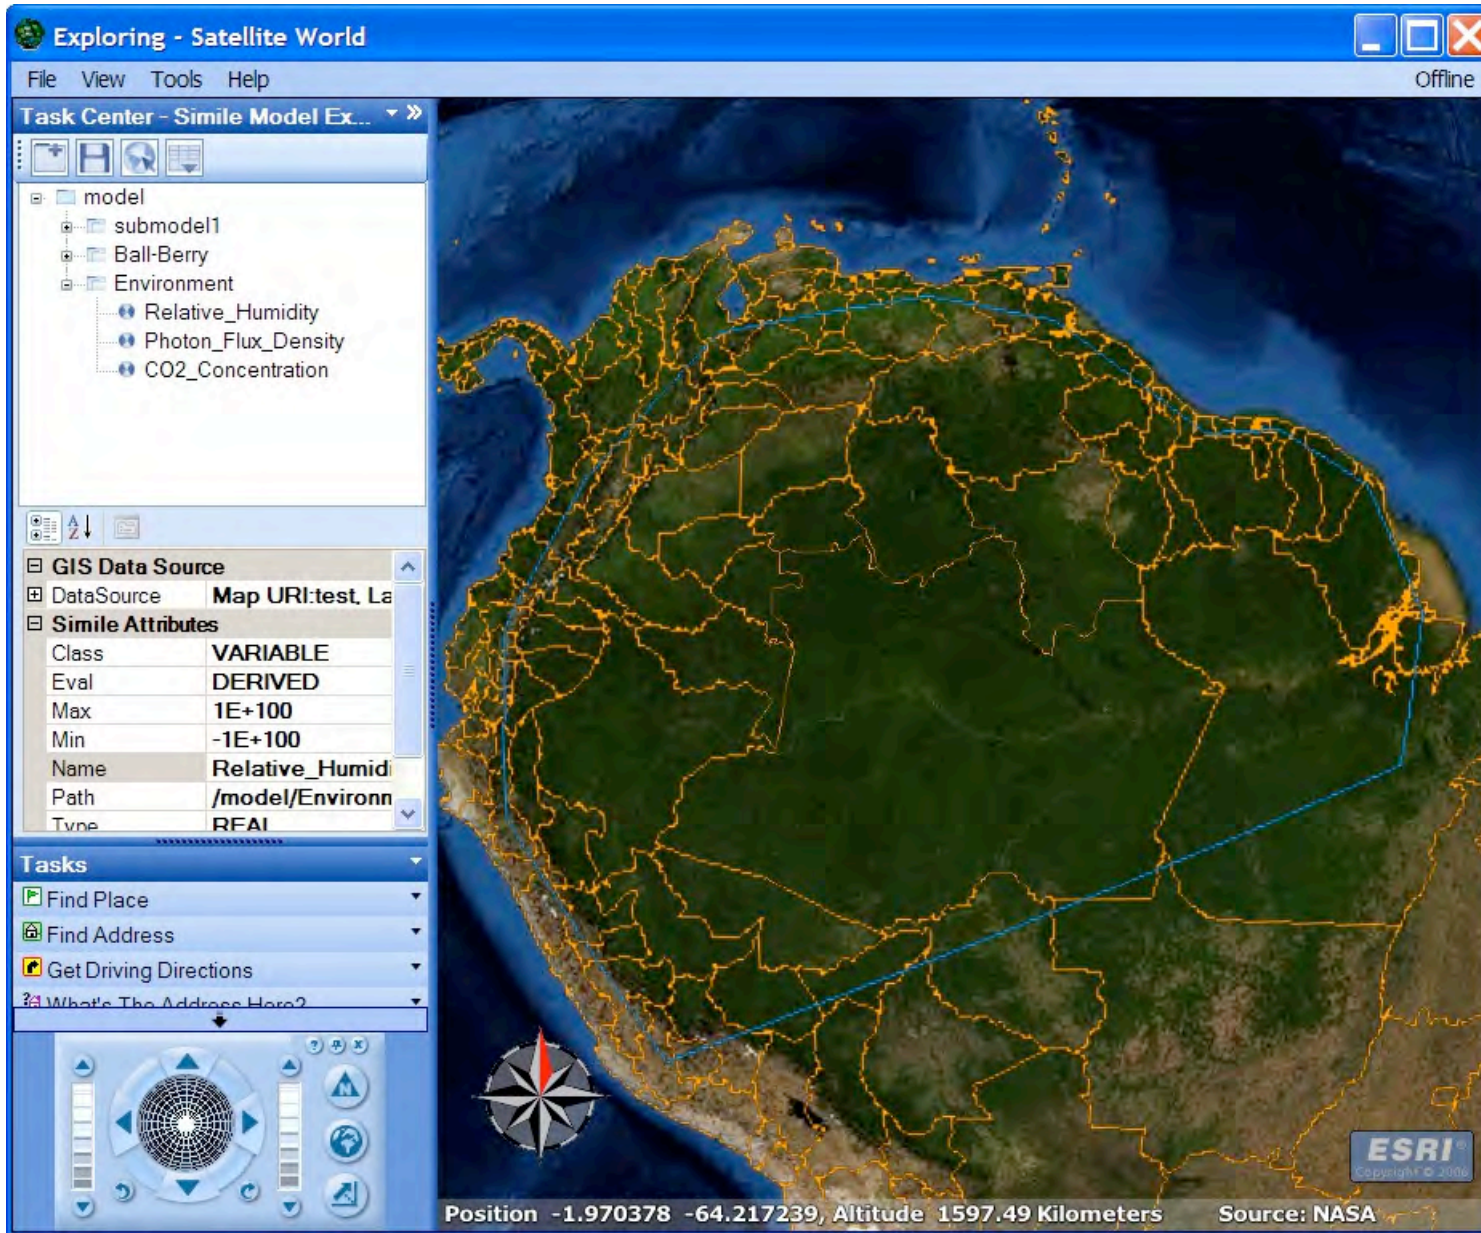 Exploring - Satellite World
File View Tools Help Offline
Task Center - Simile Model Ex...
model
submodel1
Ball-Berry
Environment
Relative_Humidity
Photon_Flux_Density
CO2_Concentration
A
Z
GIS Data Source
DataSource Map URI:test, La
Simile Attributes
Class VARIABLE
Eval DERIVED
Max 1E+100
Min -1E+100
Name Relative_Humidi
Path /model/Environn
Type REAL
Tasks
Find Place
Find Address
Get Driving Directions
What's The Address Here?
N
ESRI
Copyright © 2006
Position -1.970378 -64.217239, Altitude 1597.49 Kilometers Source: NASA